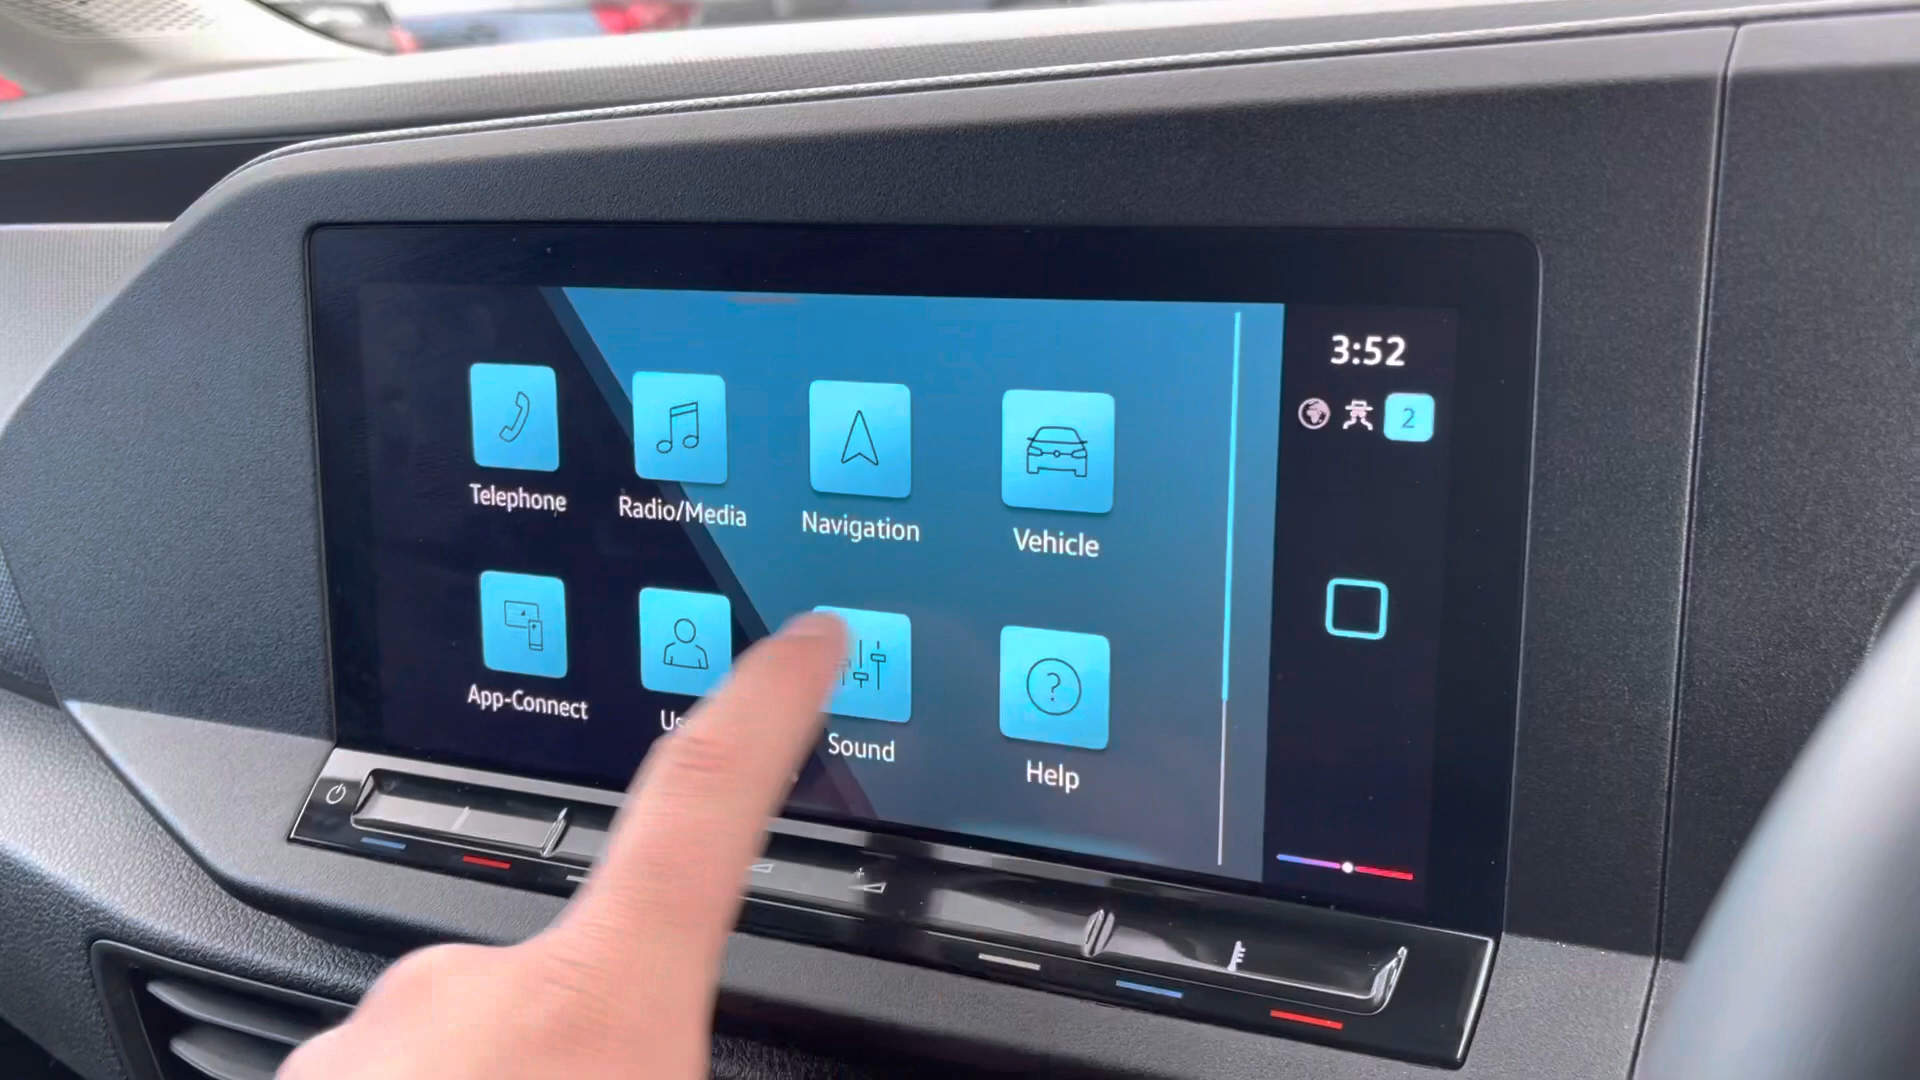 3:52
2
Telephone
Radio/Media
Navigation
Vehicle
App-Connect
Sound
Help